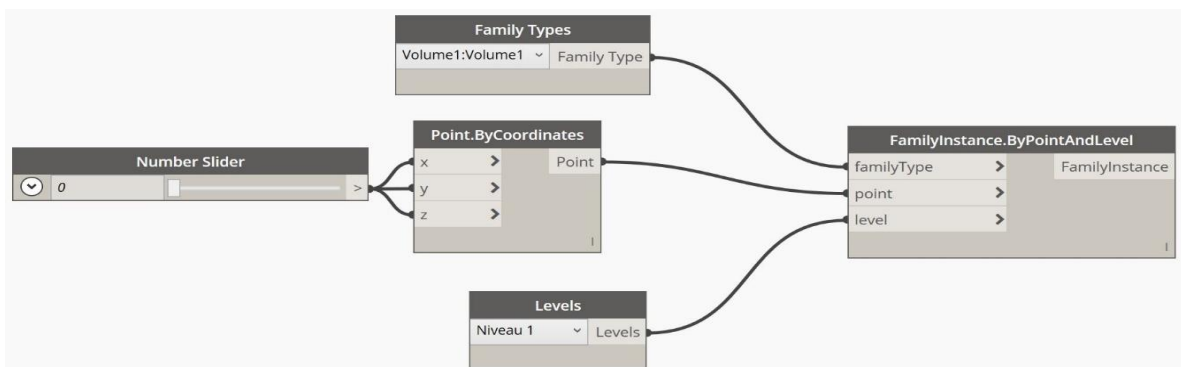 Family Types
Volume1:Volume1 Family Type
Point.ByCoordinates
x > Point
y >
z >
l
Number Slider
0 >
FamilyInstance.ByPointAndLevel
familyType > FamilyInstance
point >
level >
l
Levels
Niveau 1 Levels